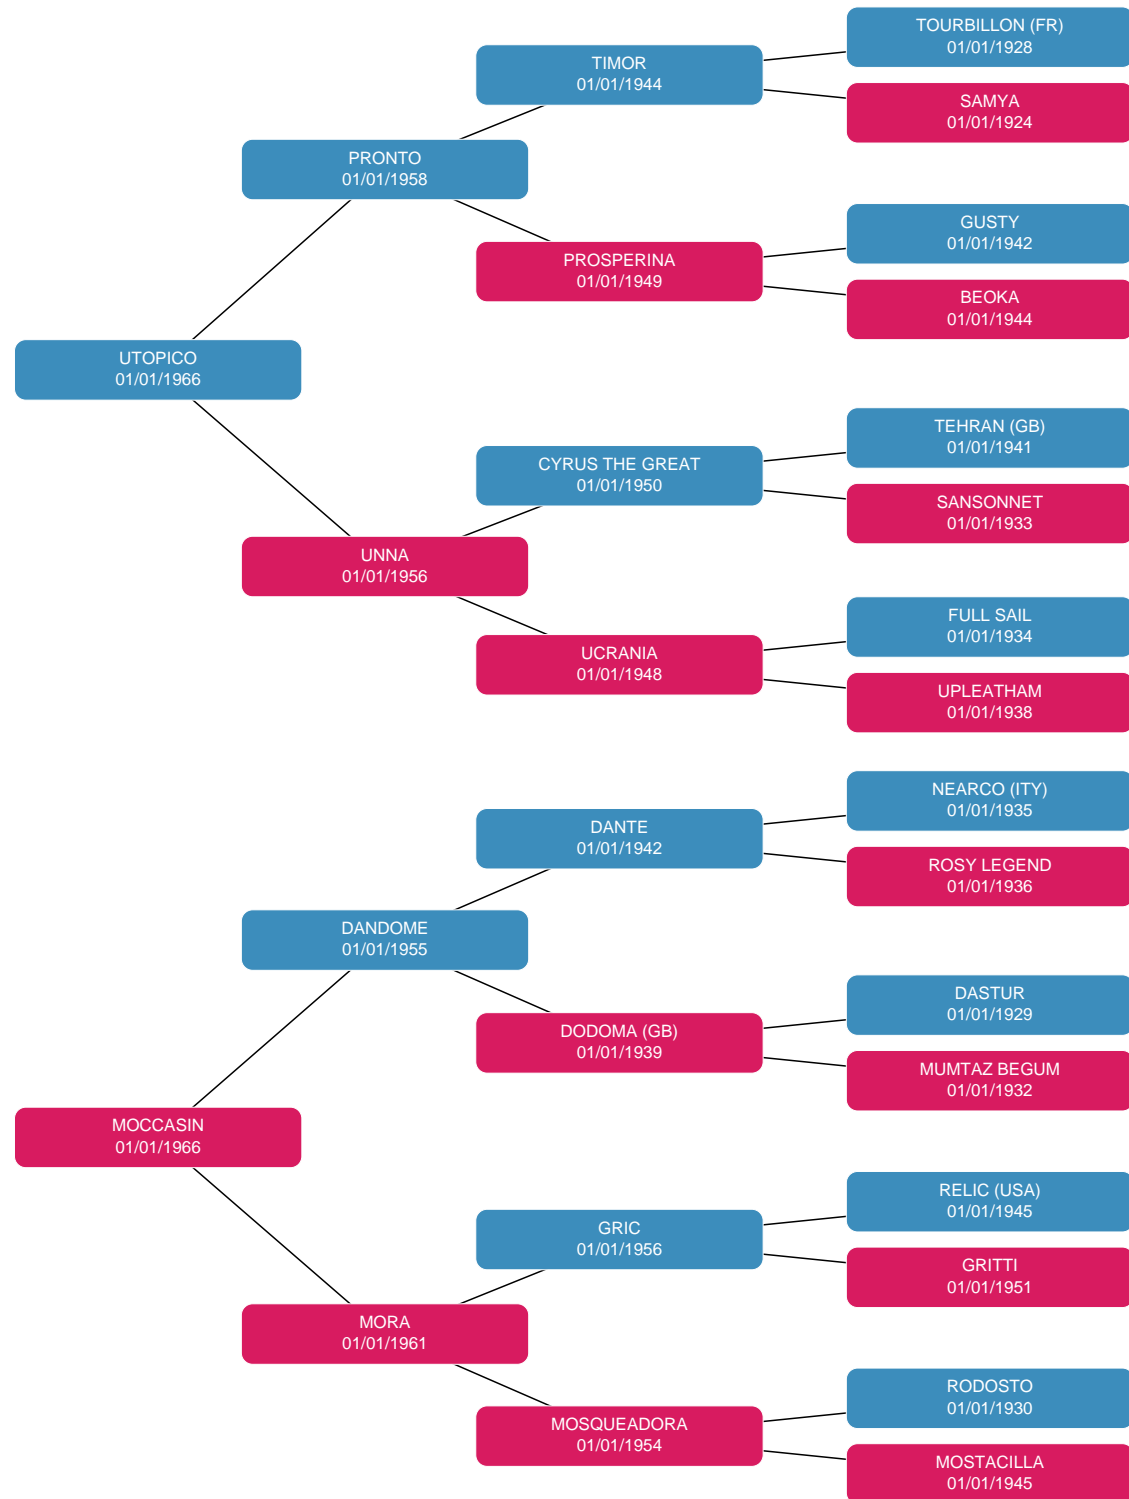 TOURBILLON (FR)
01/01/1928
TIMOR
01/01/1944
SAMYA
01/01/1924
PRONTO
01/01/1958
GUSTY
01/01/1942
PROSPERINA
01/01/1949
BEOKA
01/01/1944
UTOPICO
01/01/1966
TEHRAN (GB)
01/01/1941
CYRUS THE GREAT
01/01/1950
SANSONNET
01/01/1933
UNNA
01/01/1956
FULL SAIL
01/01/1934
UCRANIA
01/01/1948
UPLEATHAM
01/01/1938
NEARCO (ITY)
01/01/1935
DANTE
01/01/1942
ROSY LEGEND
01/01/1936
DANDOME
01/01/1955
DASTUR
01/01/1929
DODOMA (GB)
01/01/1939
MUMTAZ BEGUM
01/01/1932
MOCCASIN
01/01/1966
RELIC (USA)
01/01/1945
GRIC
01/01/1956
GRITTI
01/01/1951
MORA
01/01/1961
RODOSTO
01/01/1930
MOSQUEADORA
01/01/1954
MOSTACILLA
01/01/1945